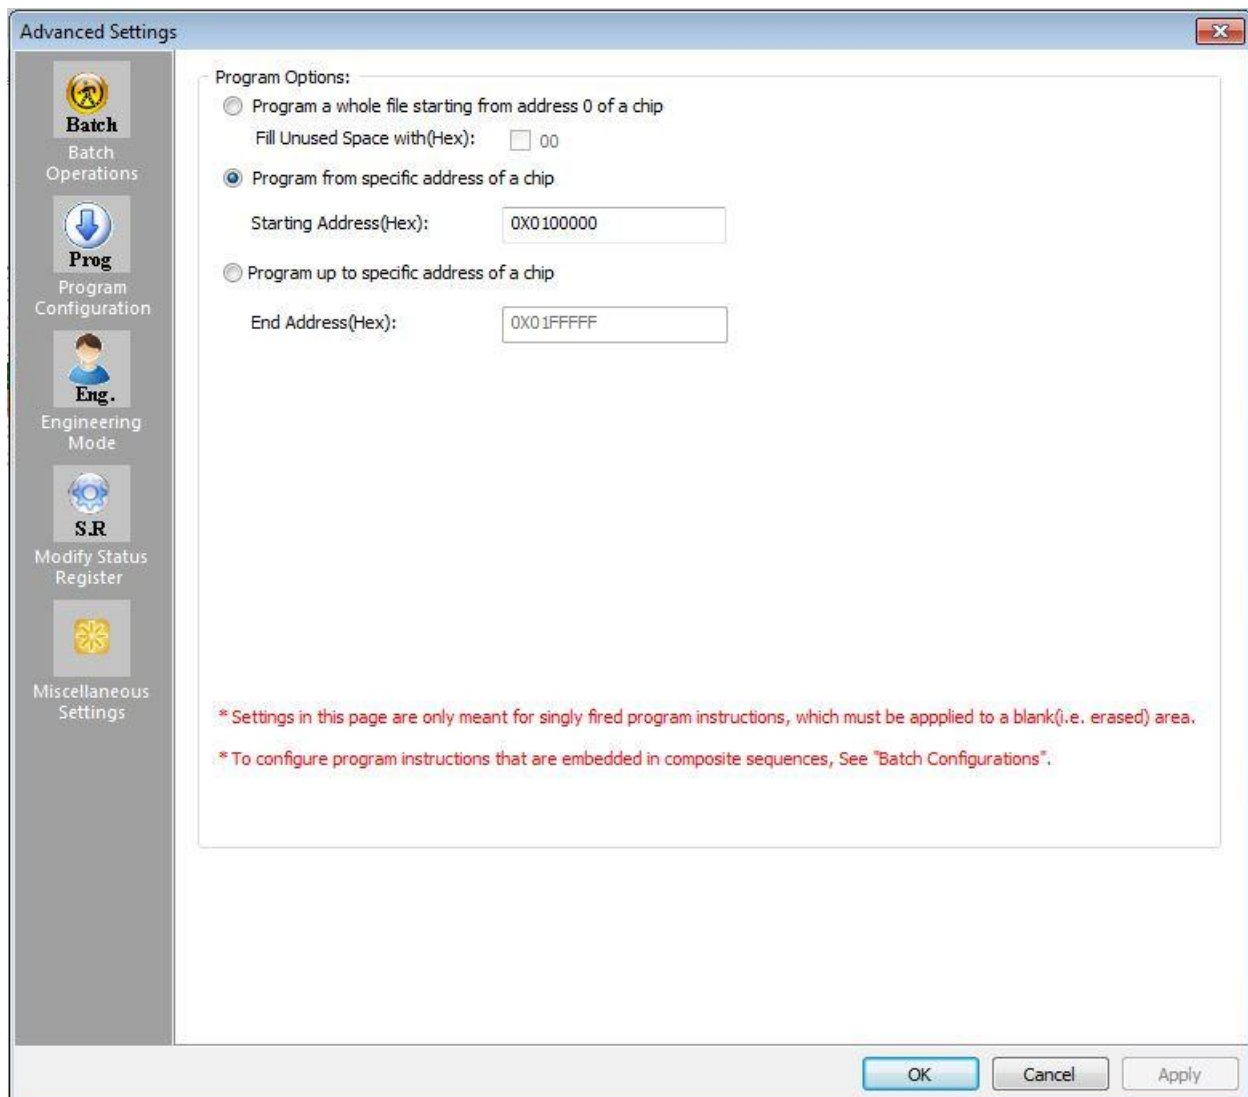 Advanced Settings
Batch
Batch
Operations
Prog
Program
Configuration
Eng.
Engineering
Mode
S.R
Modify Status
Register
Miscellaneous
Settings
Program Options:
Program a whole file starting from address 0 of a chip
Fill Unused Space with(Hex): 00
Program from specific address of a chip
Starting Address(Hex): 0X0100000
Program up to specific address of a chip
End Address(Hex): 0X01FFFFF
* Settings in this page are only meant for singly fired program instructions, which must be appplied to a blank(i.e. erased) area.
* To configure program instructions that are embedded in composite sequences, See "Batch Configurations".
OK Cancel Apply